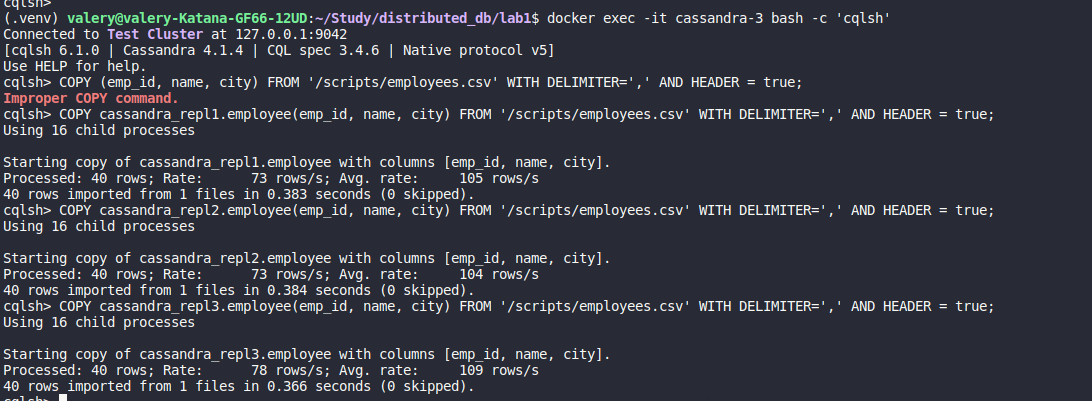 cqlsh>
(.venv) valery@valery-Katana-GF66-12UD:~/Study/distributed_db/lab1$ docker exec -it cassandra-3 bash -c 'cqlsh'
Connected to Test Cluster at 127.0.0.1:9042
[cqlsh 6.1.0 | Cassandra 4.1.4 | CQL spec 3.4.6 | Native protocol v5]
Use HELP for help.
cqlsh> COPY (emp_id, name, city) FROM '/scripts/employees.csv' WITH DELIMITER=',' AND HEADER = true;
Improper COPY command.
cqlsh> COPY cassandra_repl1.employee(emp_id, name, city) FROM '/scripts/employees.csv' WITH DELIMITER=',' AND HEADER = true;
Using 16 child processes

Starting copy of cassandra_repl1.employee with columns [emp_id, name, city].
Processed: 40 rows; Rate:      73 rows/s; Avg. rate:     105 rows/s
40 rows imported from 1 files in 0.383 seconds (0 skipped).
cqlsh> COPY cassandra_repl2.employee(emp_id, name, city) FROM '/scripts/employees.csv' WITH DELIMITER=',' AND HEADER = true;
Using 16 child processes

Starting copy of cassandra_repl2.employee with columns [emp_id, name, city].
Processed: 40 rows; Rate:      73 rows/s; Avg. rate:     104 rows/s
40 rows imported from 1 files in 0.384 seconds (0 skipped).
cqlsh> COPY cassandra_repl3.employee(emp_id, name, city) FROM '/scripts/employees.csv' WITH DELIMITER=',' AND HEADER = true;
Using 16 child processes

Starting copy of cassandra_repl3.employee with columns [emp_id, name, city].
Processed: 40 rows; Rate:      78 rows/s; Avg. rate:     109 rows/s
40 rows imported from 1 files in 0.366 seconds (0 skipped).
cqlsh>